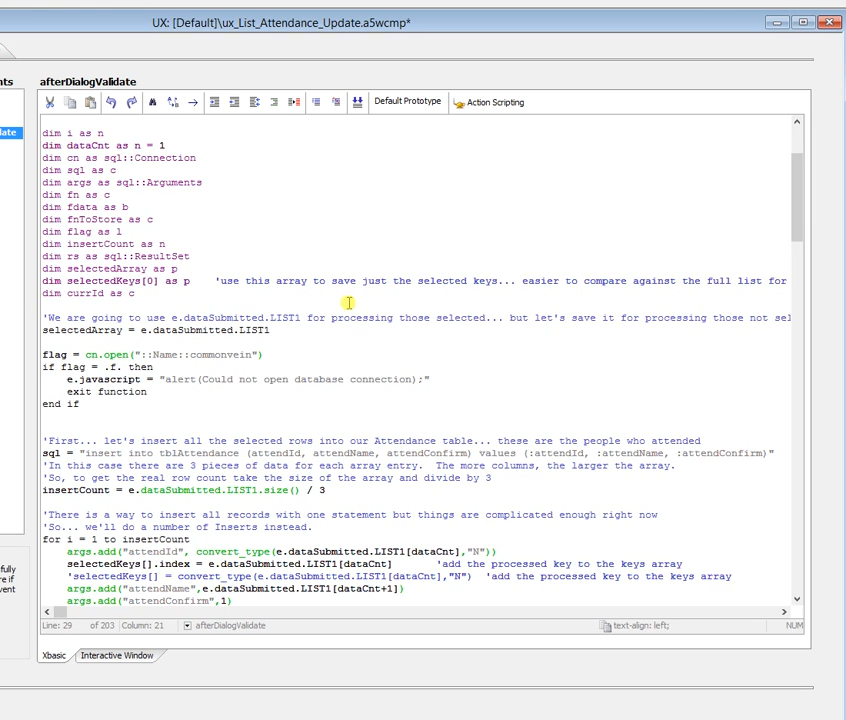 UX: [Default]\ux_List_Attendance_Update.a5wcmp*
nts
afterDialogValidate
Default Prototype
Action Scripting
date
dim i as n
dim dataCnt as n = 1
dim cn as sql::Connection
dim sql as c
dim args as sql::Arguments
dim fn as c
dim fdata as b
dim fnToStore as c
dim flag as l
dim insertCount as n
dim rs as sql::ResultSet
dim selectedArray as p
dim selectedKeys[0] as p 'use this array to save just the selected keys... easier to compare against the full list for
dim currId as c
'We are going to use e.dataSubmitted.LIST1 for processing those selected... but let's save it for processing those not sel
selectedArray = e.dataSubmitted.LIST1
flag = cn.open("::Name::commonvein")
if flag = .f. then
e.javascript = "alert(Could not open database connection);"
exit function
end if
'First... let's insert all the selected rows into our Attendance table... these are the people who attended
sql = "insert into tblAttendance (attendId, attendName, attendConfirm) values (:attendId, :attendName, :attendConfirm)"
'In this case there are 3 pieces of data for each array entry. The more columns, the larger the array.
'So, to get the real row count take the size of the array and divide by 3
insertCount = e.dataSubmitted.LIST1.size() / 3
'There is a way to insert all records with one statement but things are complicated enough right now
'So... we'll do a number of Inserts instead.
for i = 1 to insertCount
args.add("attendId", convert_type(e.dataSubmitted.LIST1[dataCnt],"N"))
selectedKeys[].index = e.dataSubmitted.LIST1[dataCnt] 'add the processed key to the keys array
'selectedKeys[] = convert_type(e.dataSubmitted.LIST1[dataCnt],"N") 'add the processed key to the keys array
args.add("attendName",e.dataSubmitted.LIST1[dataCnt+1])
args.add("attendConfirm",1)
fully
re if
vent
Line: 29 of 203 Column: 21 afterDialogValidate text-align: left; NUM
Xbasic Interactive Window